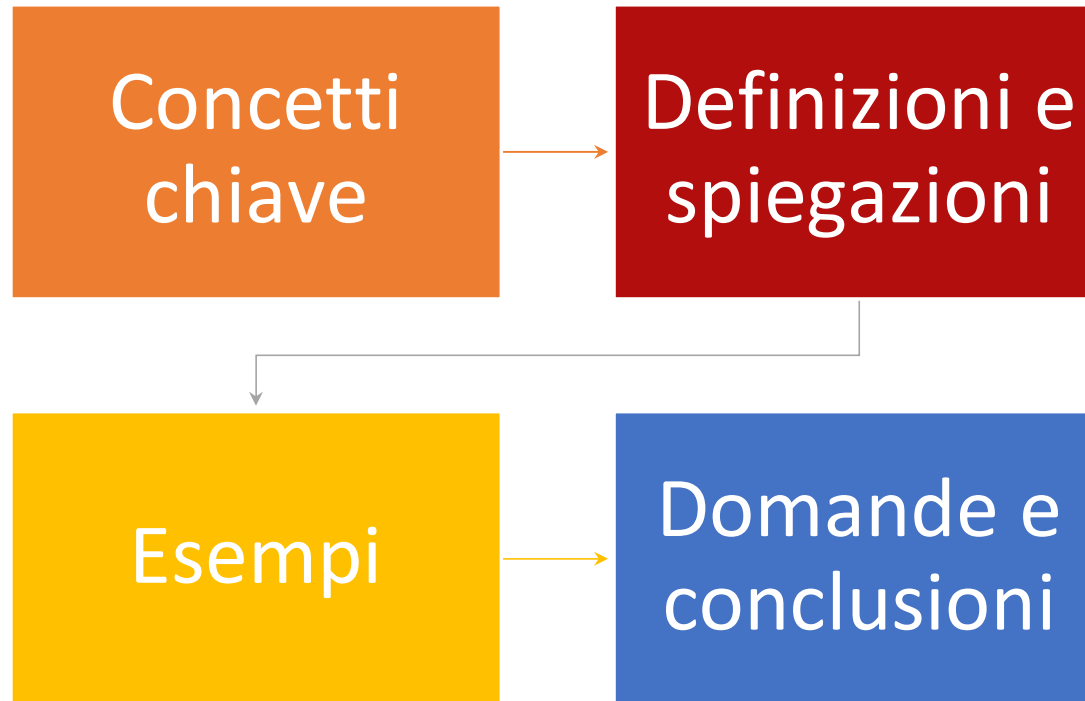 Concetti
chiave
Definizioni e
spiegazioni
Esempi
Domande e
conclusioni